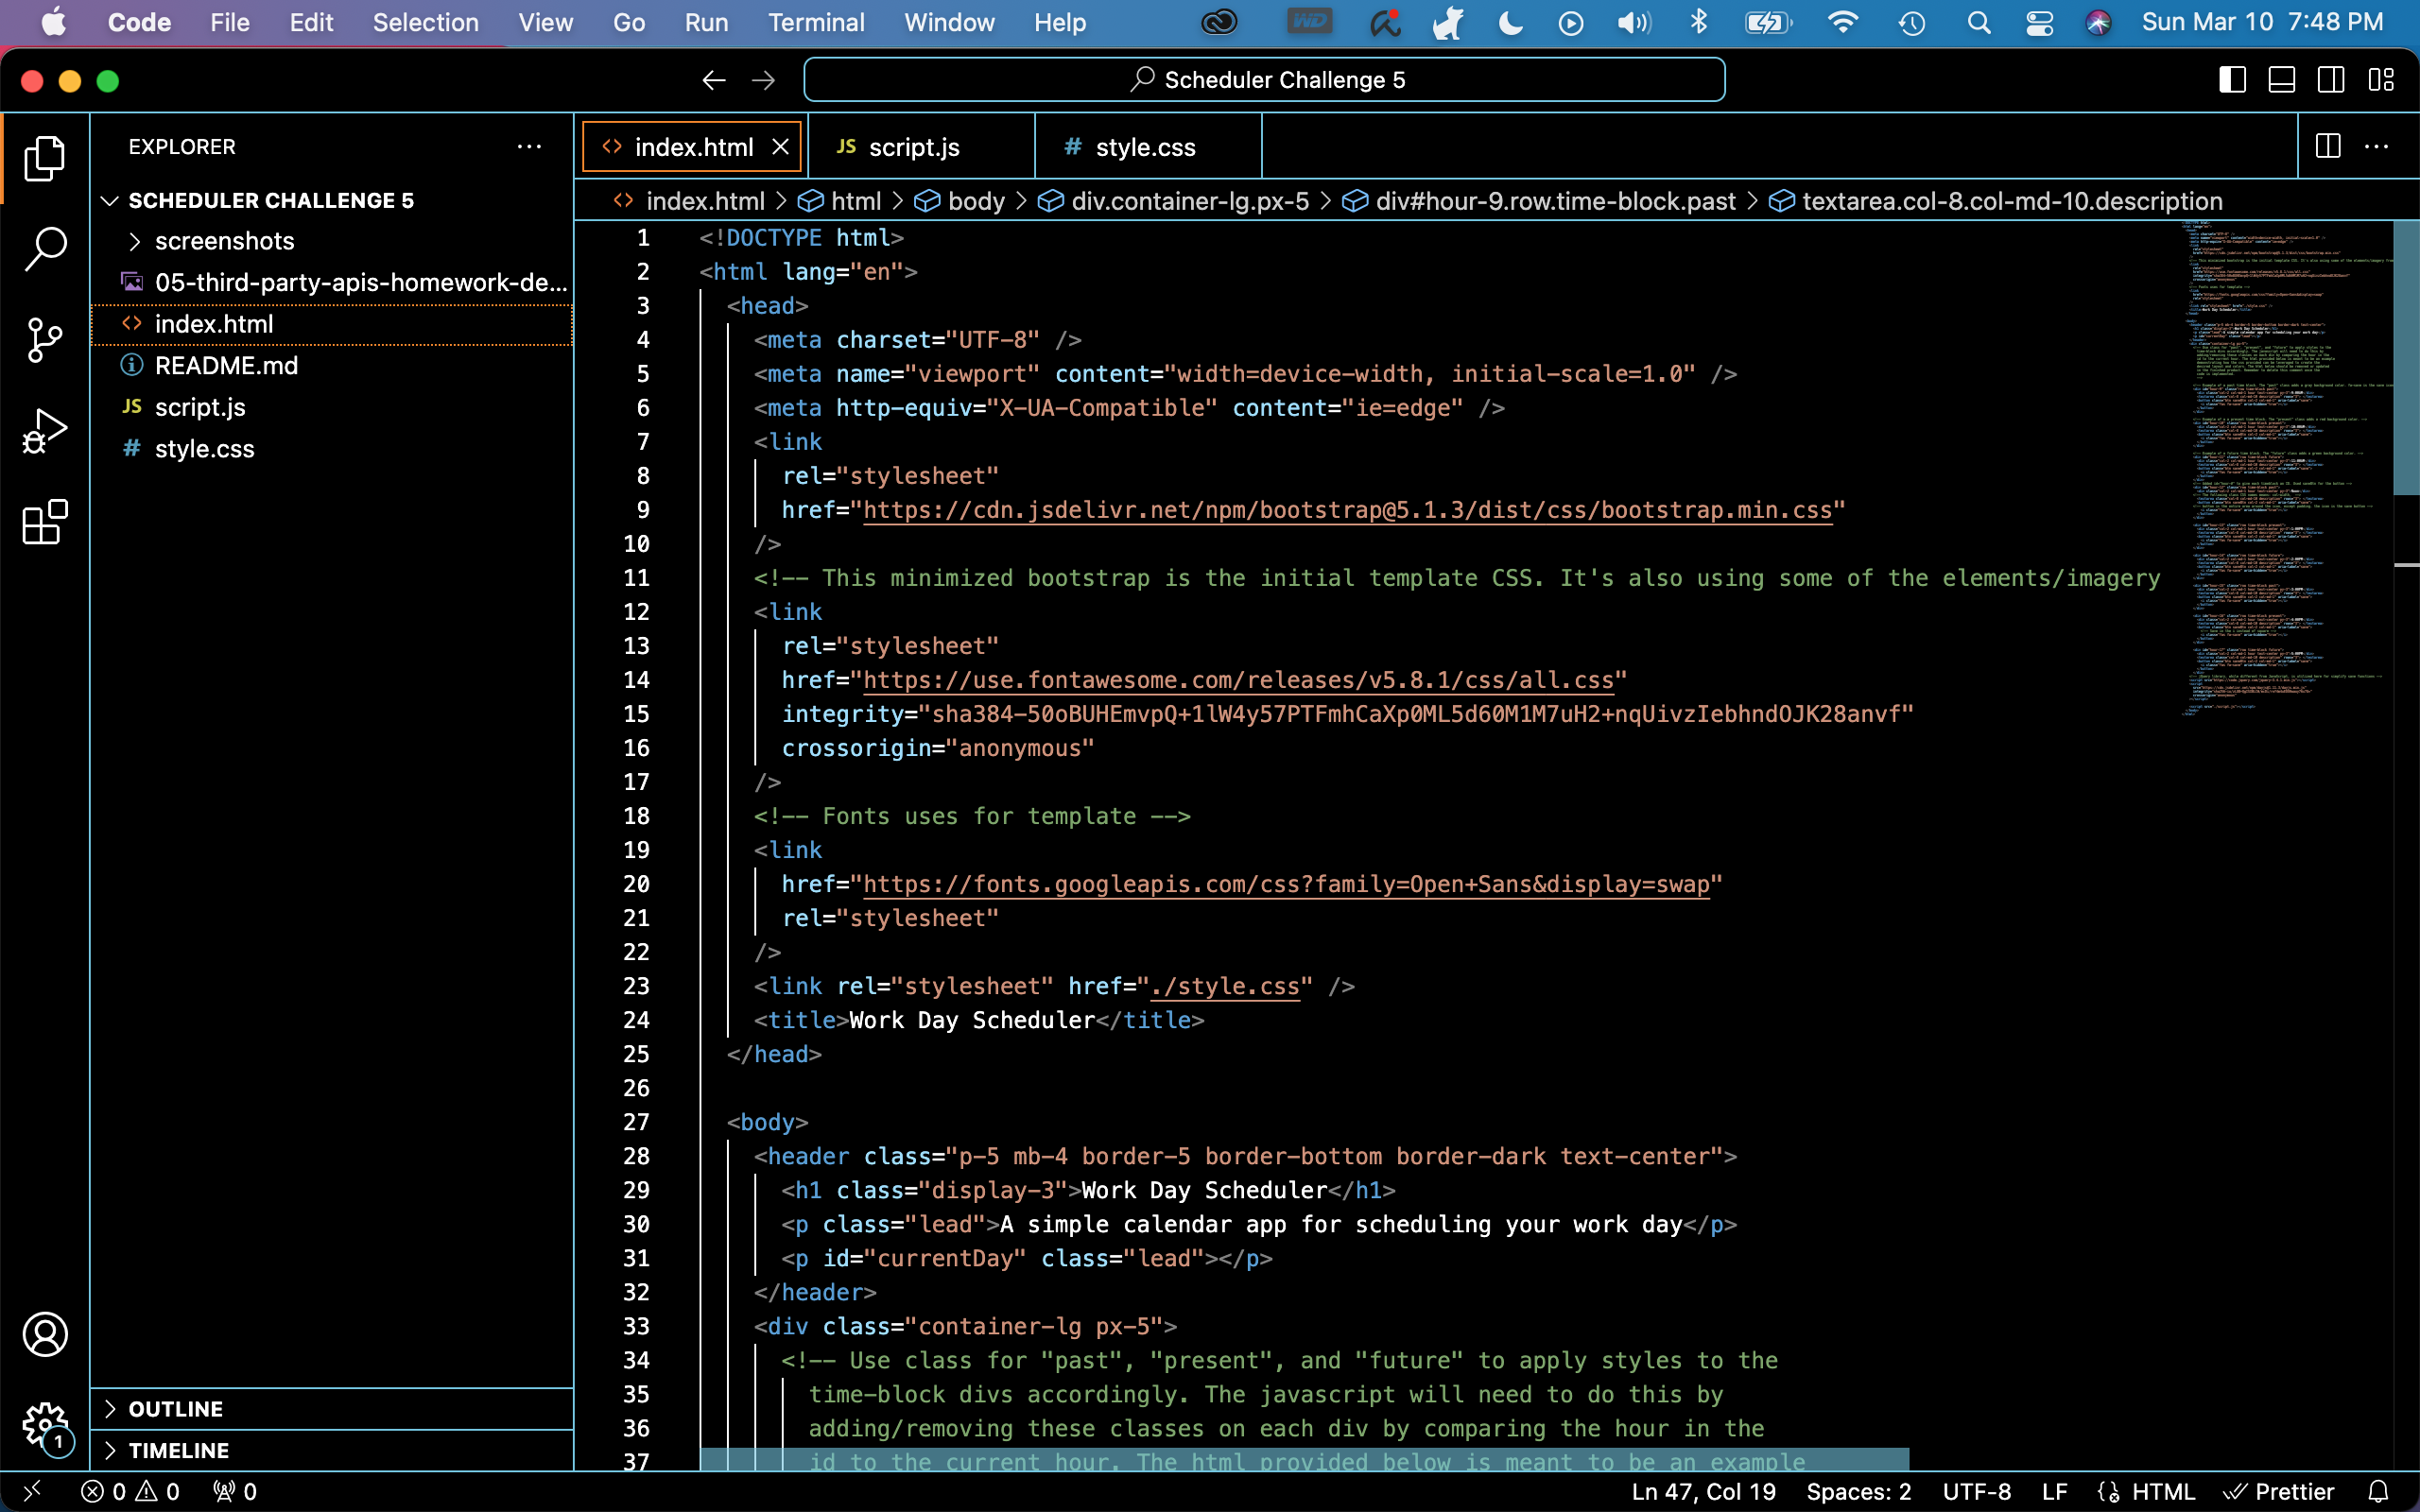 Code File Edit Selection View Go Run Terminal Window Help WD Sun Mar 10 7:48 PM
Scheduler Challenge 5
EXPLORER
SCHEDULER CHALLENGE 5
screenshots
05-third-party-apis-homework-de...
<> index.html
README.md
JS script.js
# style.css
OUTLINE
TIMELINE
<> index.html JS script.js # style.css
<> index.html > html > body > div.container-lg.px-5 > div#hour-9.row.time-block.past > textarea.col-8.col-md-10.description
1 <!DOCTYPE html>
2 <html lang="en">
3 <head>
4 <meta charset="UTF-8" />
5 <meta name="viewport" content="width=device-width, initial-scale=1.0" />
6 <meta http-equiv="X-UA-Compatible" content="ie=edge" />
7 <link
8 rel="stylesheet"
9 href="https://cdn.jsdelivr.net/npm/bootstrap@5.1.3/dist/css/bootstrap.min.css"
10 />
11 <!-- This minimized bootstrap is the initial template CSS. It's also using some of the elements/imagery
12 <link
13 rel="stylesheet"
14 href="https://use.fontawesome.com/releases/v5.8.1/css/all.css"
15 integrity="sha384-50oBUHEmvpQ+1lW4y57PTFmhCaXp0ML5d60M1M7uH2+nqUivzIebhndOJK28anvf"
16 crossorigin="anonymous"
17 />
18 <!-- Fonts uses for template -->
19 <link
20 href="https://fonts.googleapis.com/css?family=Open+Sans&display=swap"
21 rel="stylesheet"
22 />
23 <link rel="stylesheet" href="./style.css" />
24 <title>Work Day Scheduler</title>
25 </head>
26
27 <body>
28 <header class="p-5 mb-4 border-5 border-bottom border-dark text-center">
29 <h1 class="display-3">Work Day Scheduler</h1>
30 <p class="lead">A simple calendar app for scheduling your work day</p>
31 <p id="currentDay" class="lead"></p>
32 </header>
33 <div class="container-lg px-5">
34 <!-- Use class for "past", "present", and "future" to apply styles to the
35 time-block divs accordingly. The javascript will need to do this by
36 adding/removing these classes on each div by comparing the hour in the
37 id to the current hour. The html provided below is meant to be an example
1
0 0 0 Ln 47, Col 19 Spaces: 2 UTF-8 LF HTML Prettier